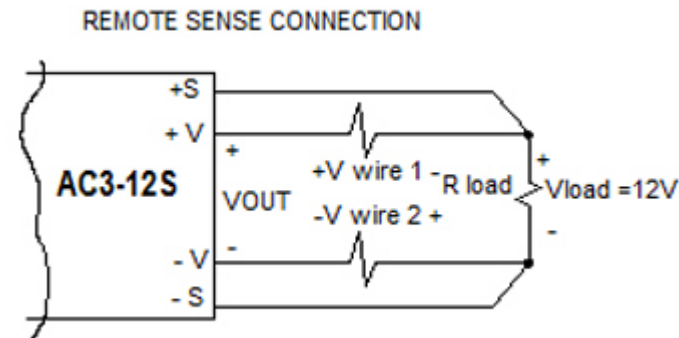 REMOTE SENSE CONNECTION
+S
+ V
+
+V wire 1 -
R load
+
AC3-12S
VOUT
Vload =12V
-V wire 2 +
-
-
- V
- S